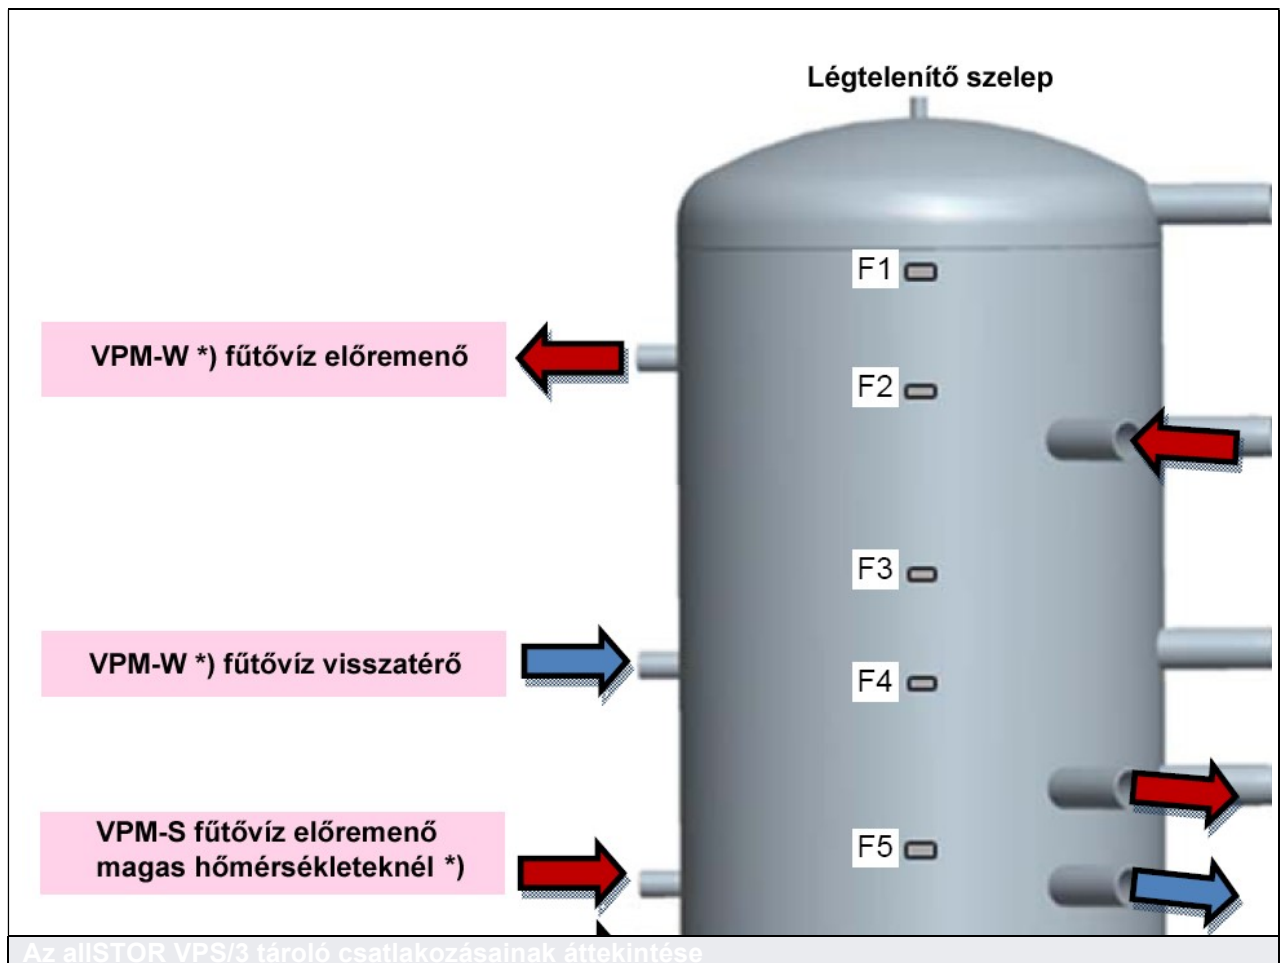 Légtelenítő szelep
F1
VPM-W *) fűtővíz előremenő
F2
F3
VPM-W *) fűtővíz visszatérő
F4
VPM-S fűtővíz előremenő
magas hőmérsékleteknél *)
F5
Az allSTOR VPS/3 tároló csatlakozásainak áttekintése